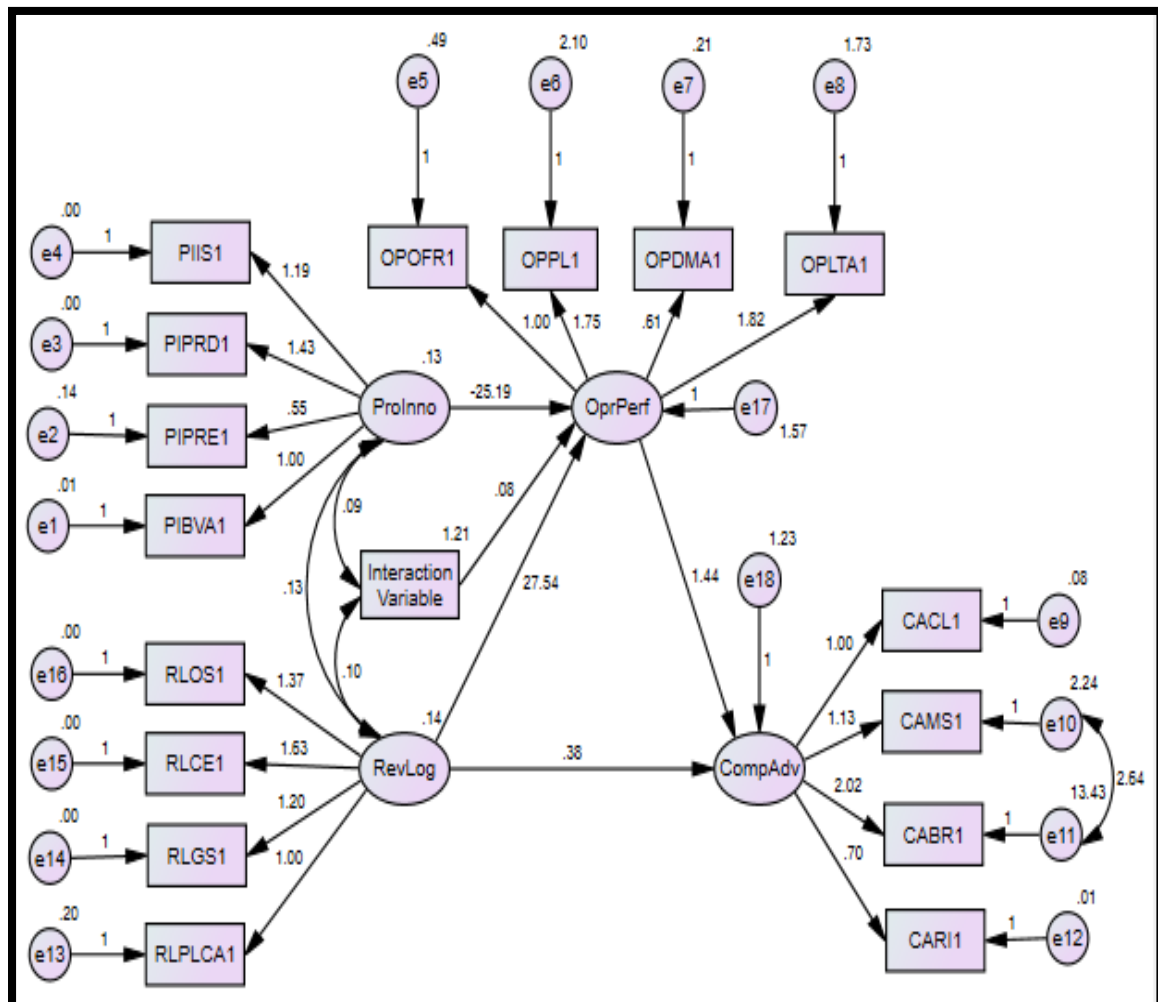 .49
2.10
.21
1.73
e5
e6
e7
e8
1
1
1
1
.00
e4
1
PIIS1
OPOFR1
OPPL1
OPDMA1
OPLTA1
1.19
.00
e3
1
PIPRD1
1.43
1.00
1.75
.61
1.82
.13
.14
e2
1
PIPRE1
.55
ProInno
-25.19
OprPerf
1
e17
1.57
1.00
.01
e1
1
PIBVA1
.09
.08
1.21
1.23
Interaction
Variable
.13
27.54
1.44
e18
.08
CACL1
1
e9
1.00
.10
.00
e16
1
RLOS1
1.37
1
2.24
CAMS1
1
e10
1.13
.14
.00
e15
1
RLCE1
1.63
RevLog
.38
CompAdv
2.64
13.43
2.02
CABR1
1
e11
1.20
.00
e14
1
RLGS1
1.00
.70
.20
e13
1
RLPLCA1
.01
CARI1
1
e12